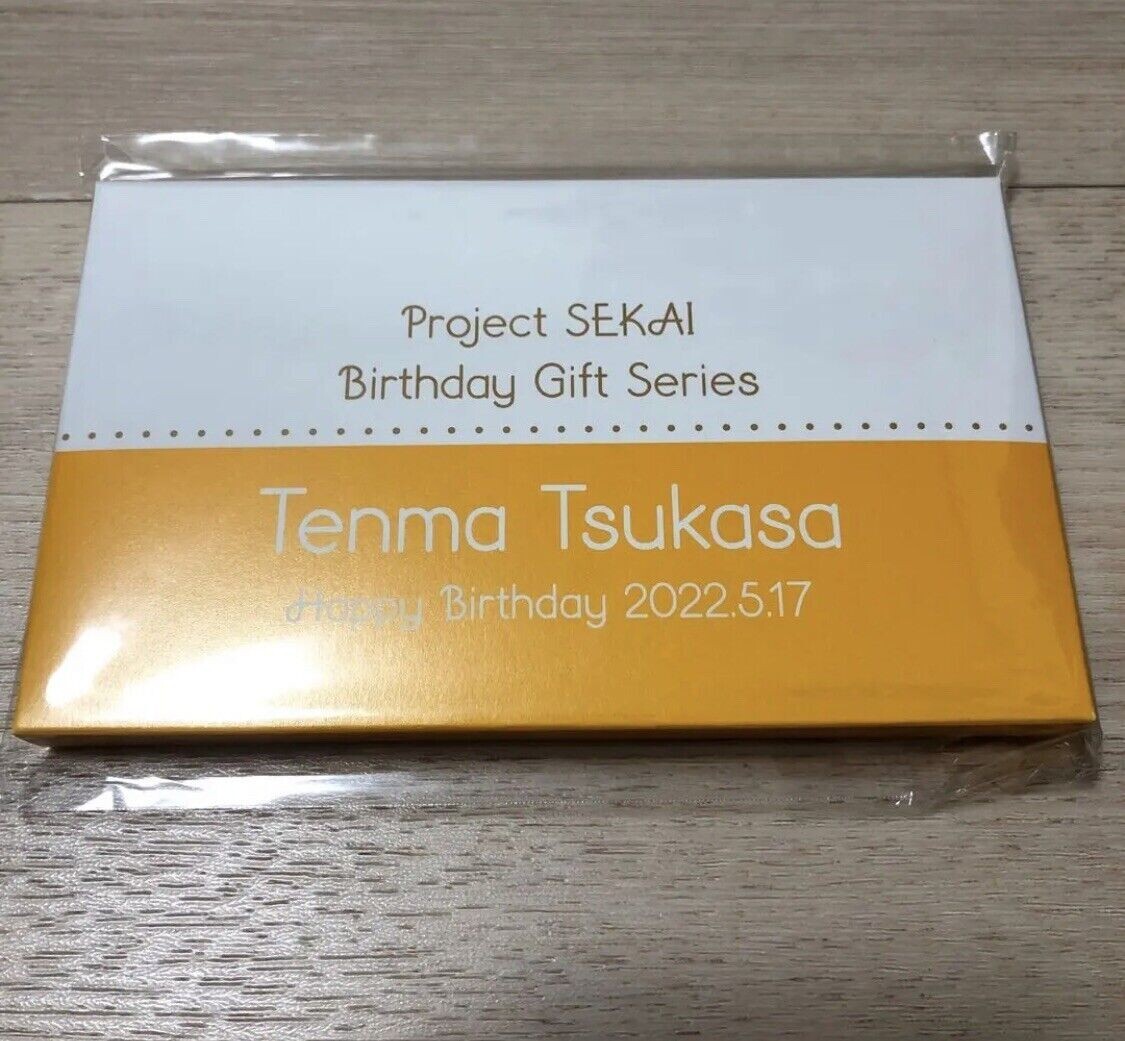 Project SEKAI
Birthday Gift Series
Tenma Tsukasa
Happy Birthday 2022.5.17